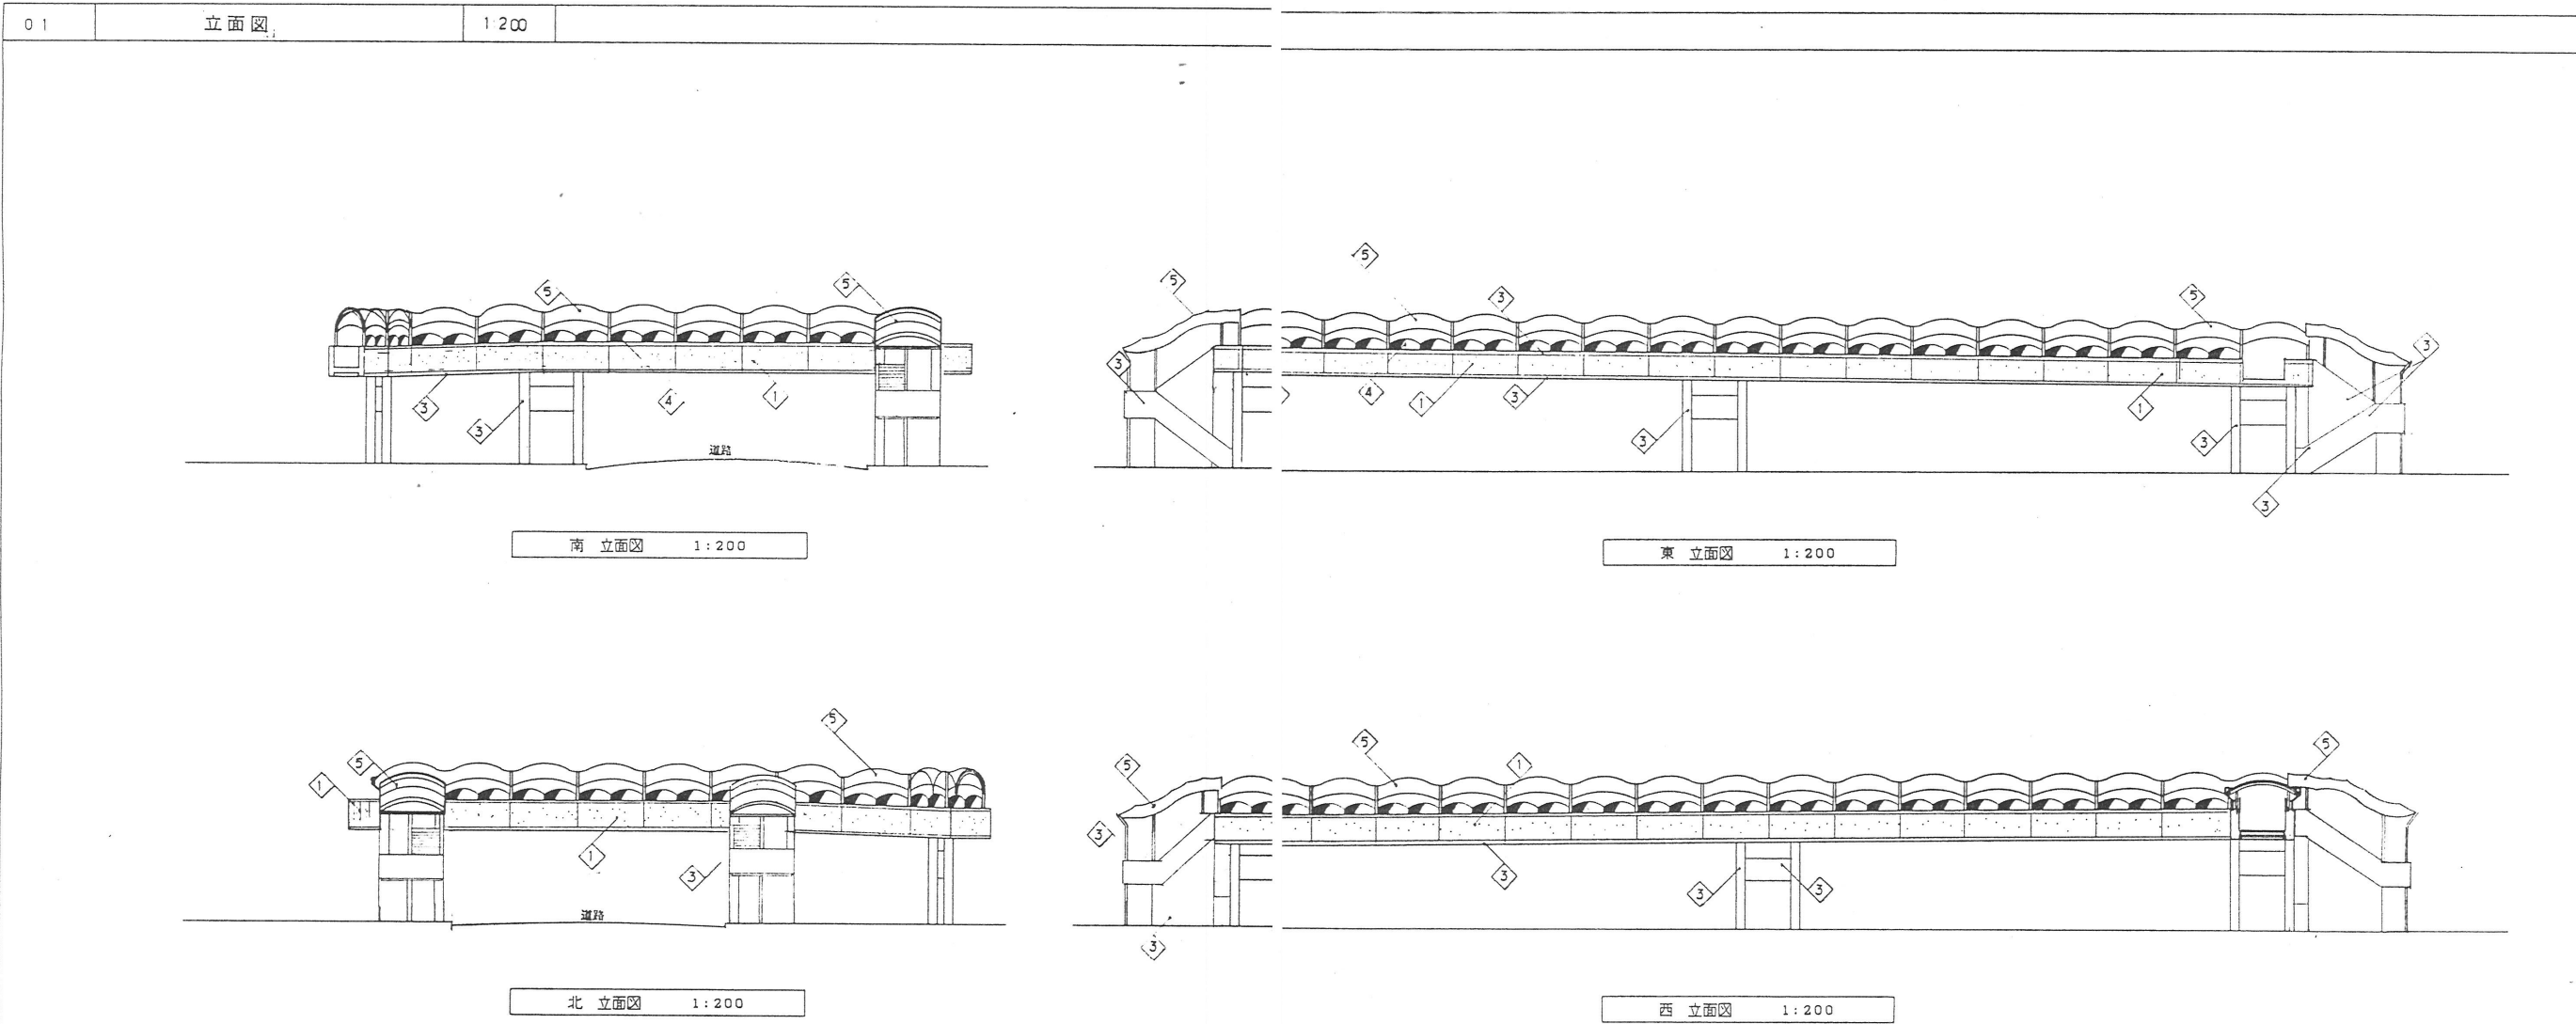 01 立面図 1:200
5 5
3 3 4 1
道路
南 立面図 1:200
5 5 3 5
3 3
4 1 3 3 1 3
3
東 立面図 1:200
5 5 1
1 3
道路
北 立面図 1:200
5 5 1 5
3 3 3 3
3
西 立面図 1:200